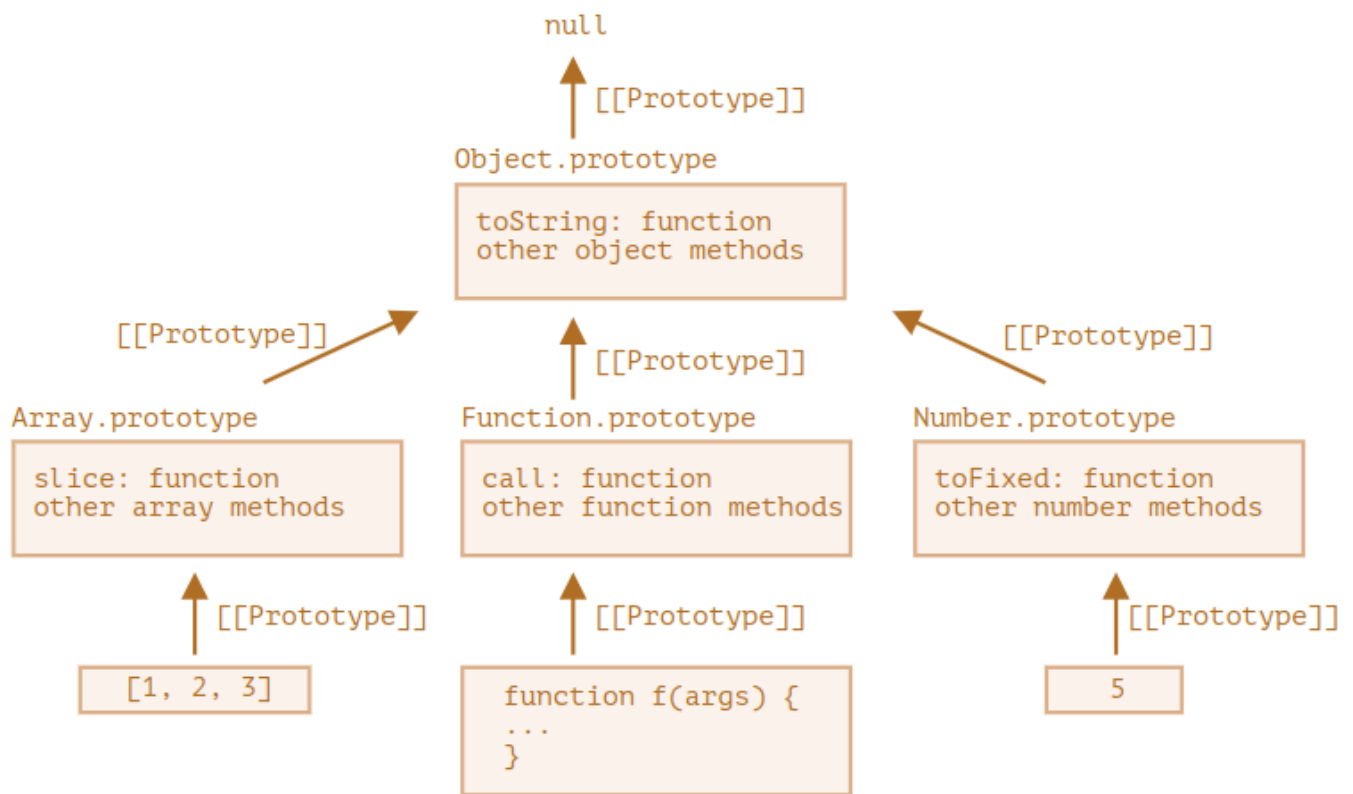 null
[[Prototype]]
Object.prototype
toString: function
other object methods
[[Prototype]]
[[Prototype]]
[[Prototype]]
Array.prototype
Function.prototype
Number.prototype
slice: function
other array methods
call: function
other function methods
toFixed: function
other number methods
[[Prototype]]
[[Prototype]]
[[Prototype]]
[1, 2, 3]
function f(args) {
...
}
5